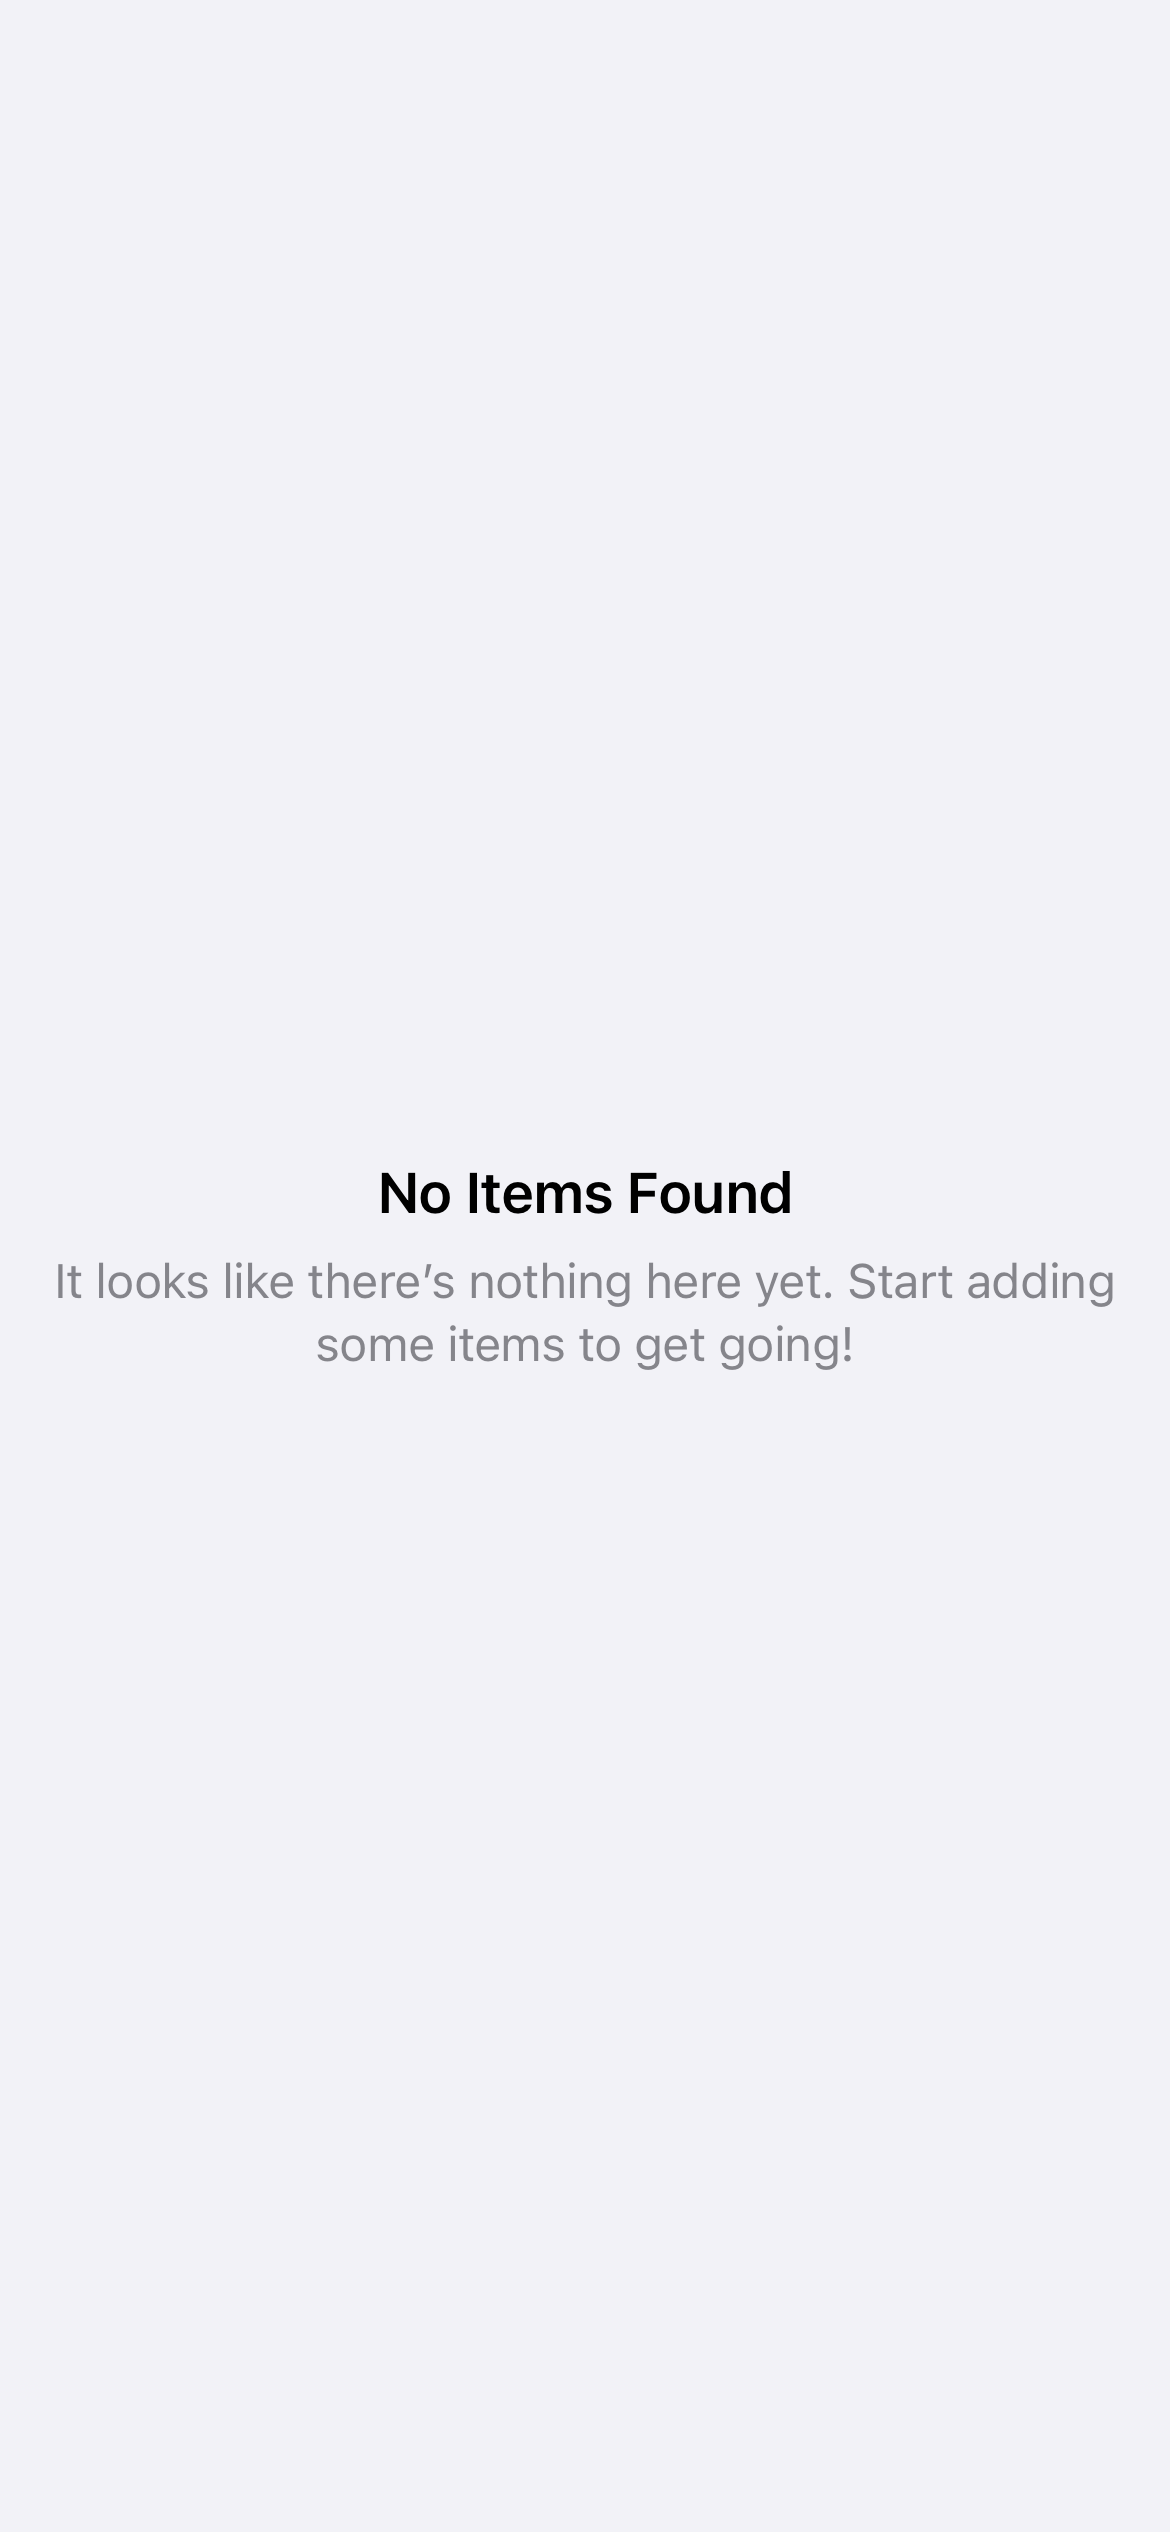 No Items Found
It looks like there’s nothing here yet. Start adding
some items to get going!